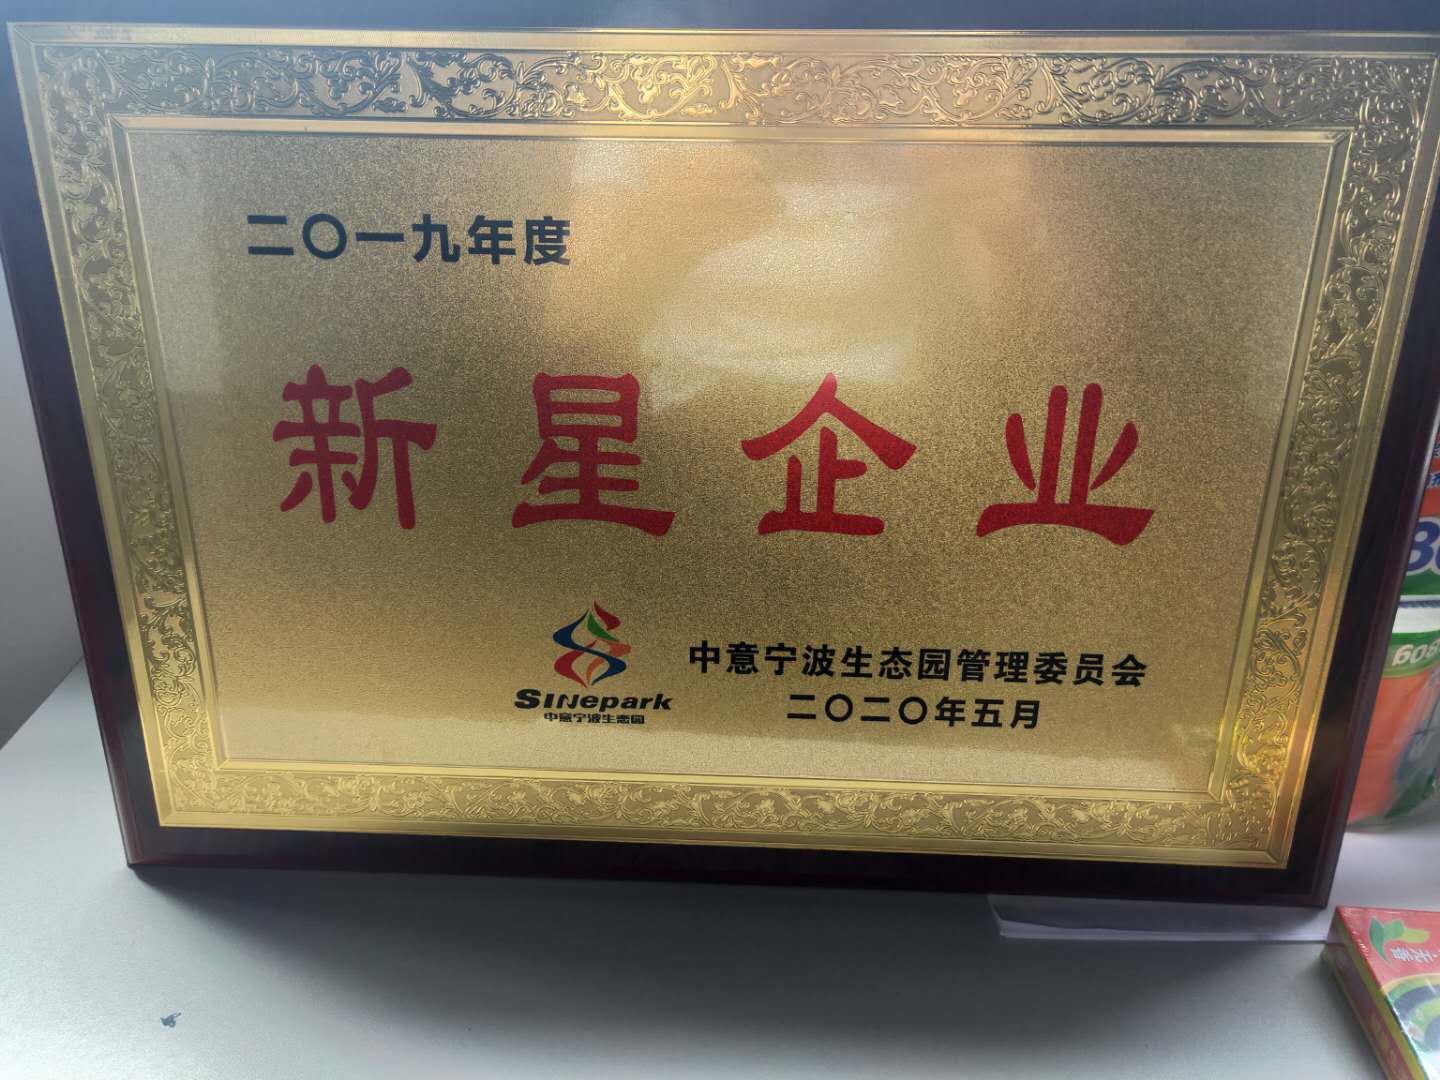 二〇一九年度
新星企业
SINepark
中意宁波生态园
中意宁波生态园管理委员会
二〇二〇年五月